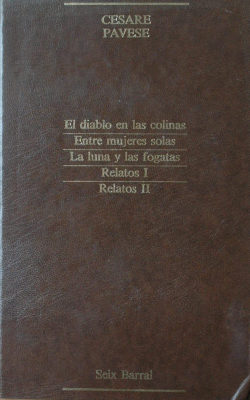 CESARE
PAVESE
El diablo en las colinas
Entre mujeres solas
La luna y las fogatas
Relatos I
Relatos II
Seix Barral